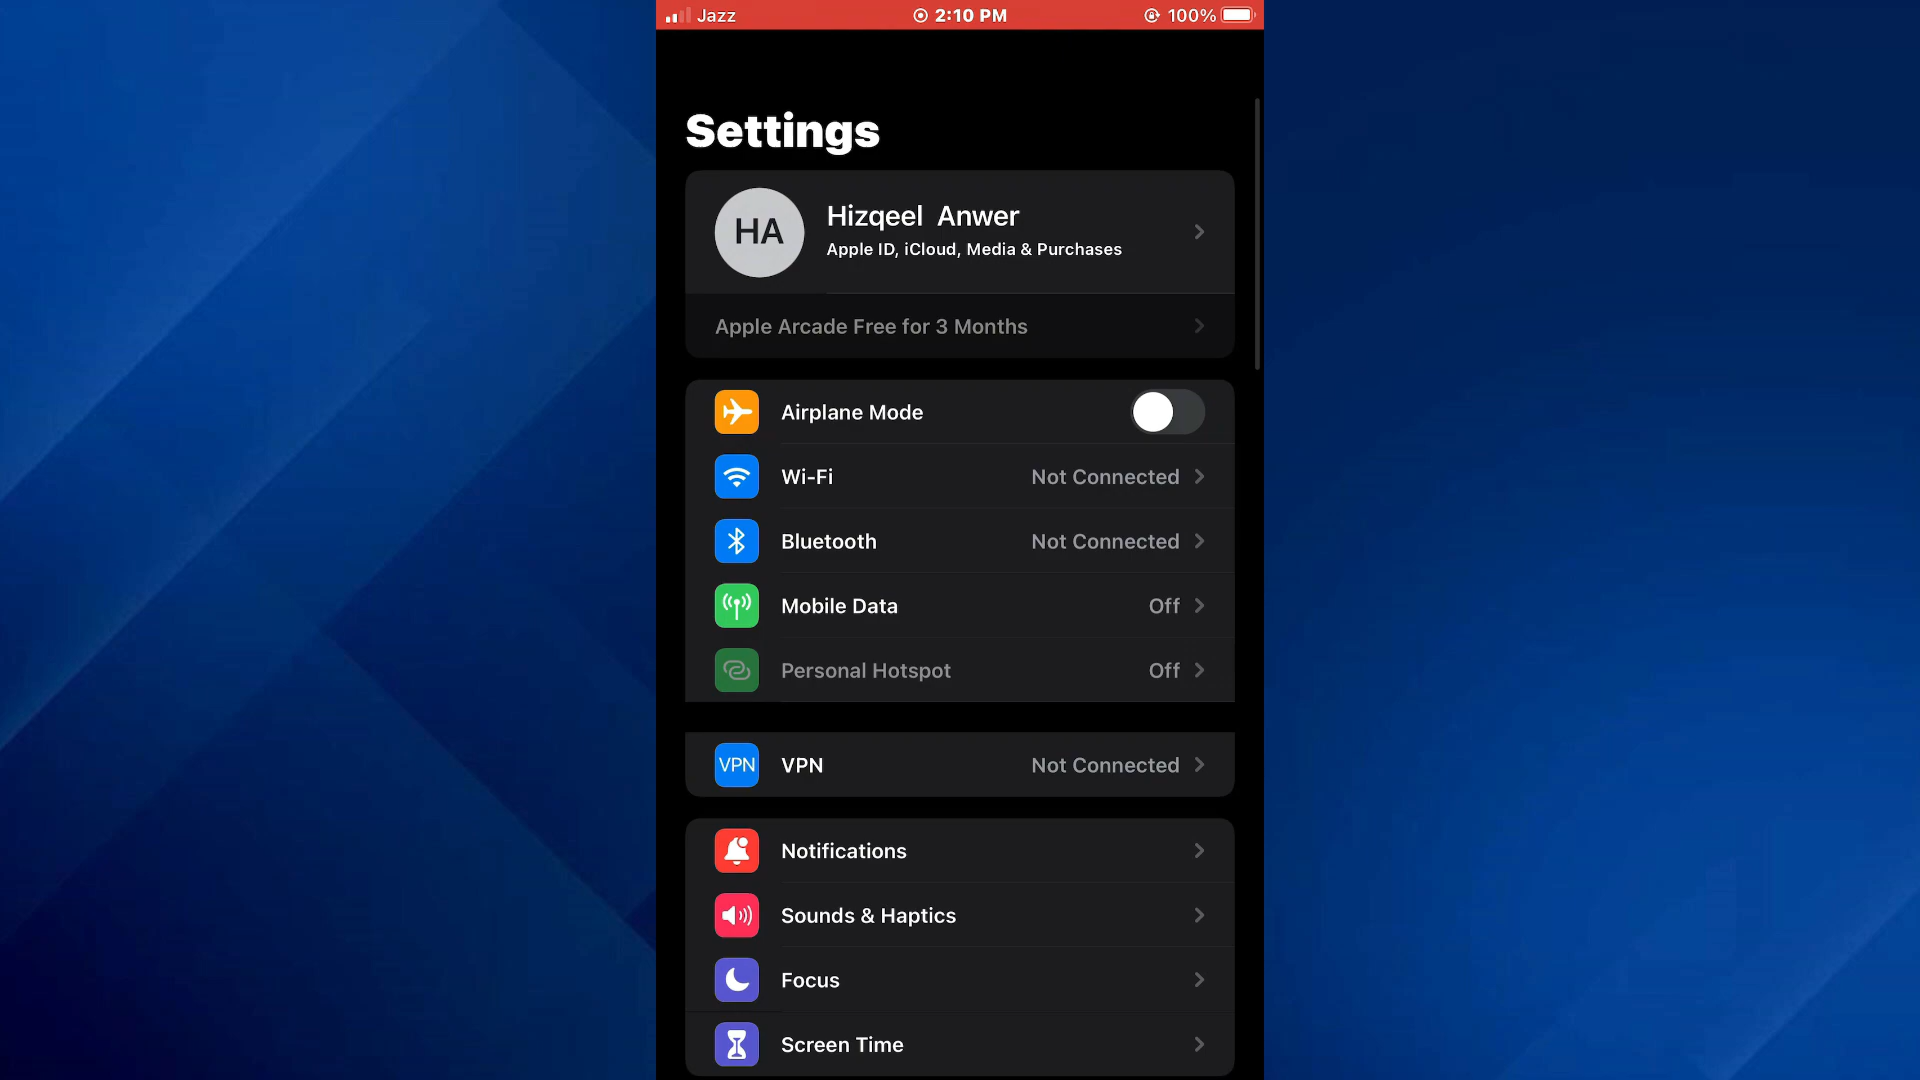 Jazz 2:10 PM 100%
Settings
HA
Hizqeel Anwer
Apple ID, iCloud, Media & Purchases
Apple Arcade Free for 3 Months
Airplane Mode
Wi-Fi Not Connected
Bluetooth Not Connected
Mobile Data Off
Personal Hotspot Off
VPN VPN Not Connected
Notifications
Sounds & Haptics
Focus
Screen Time